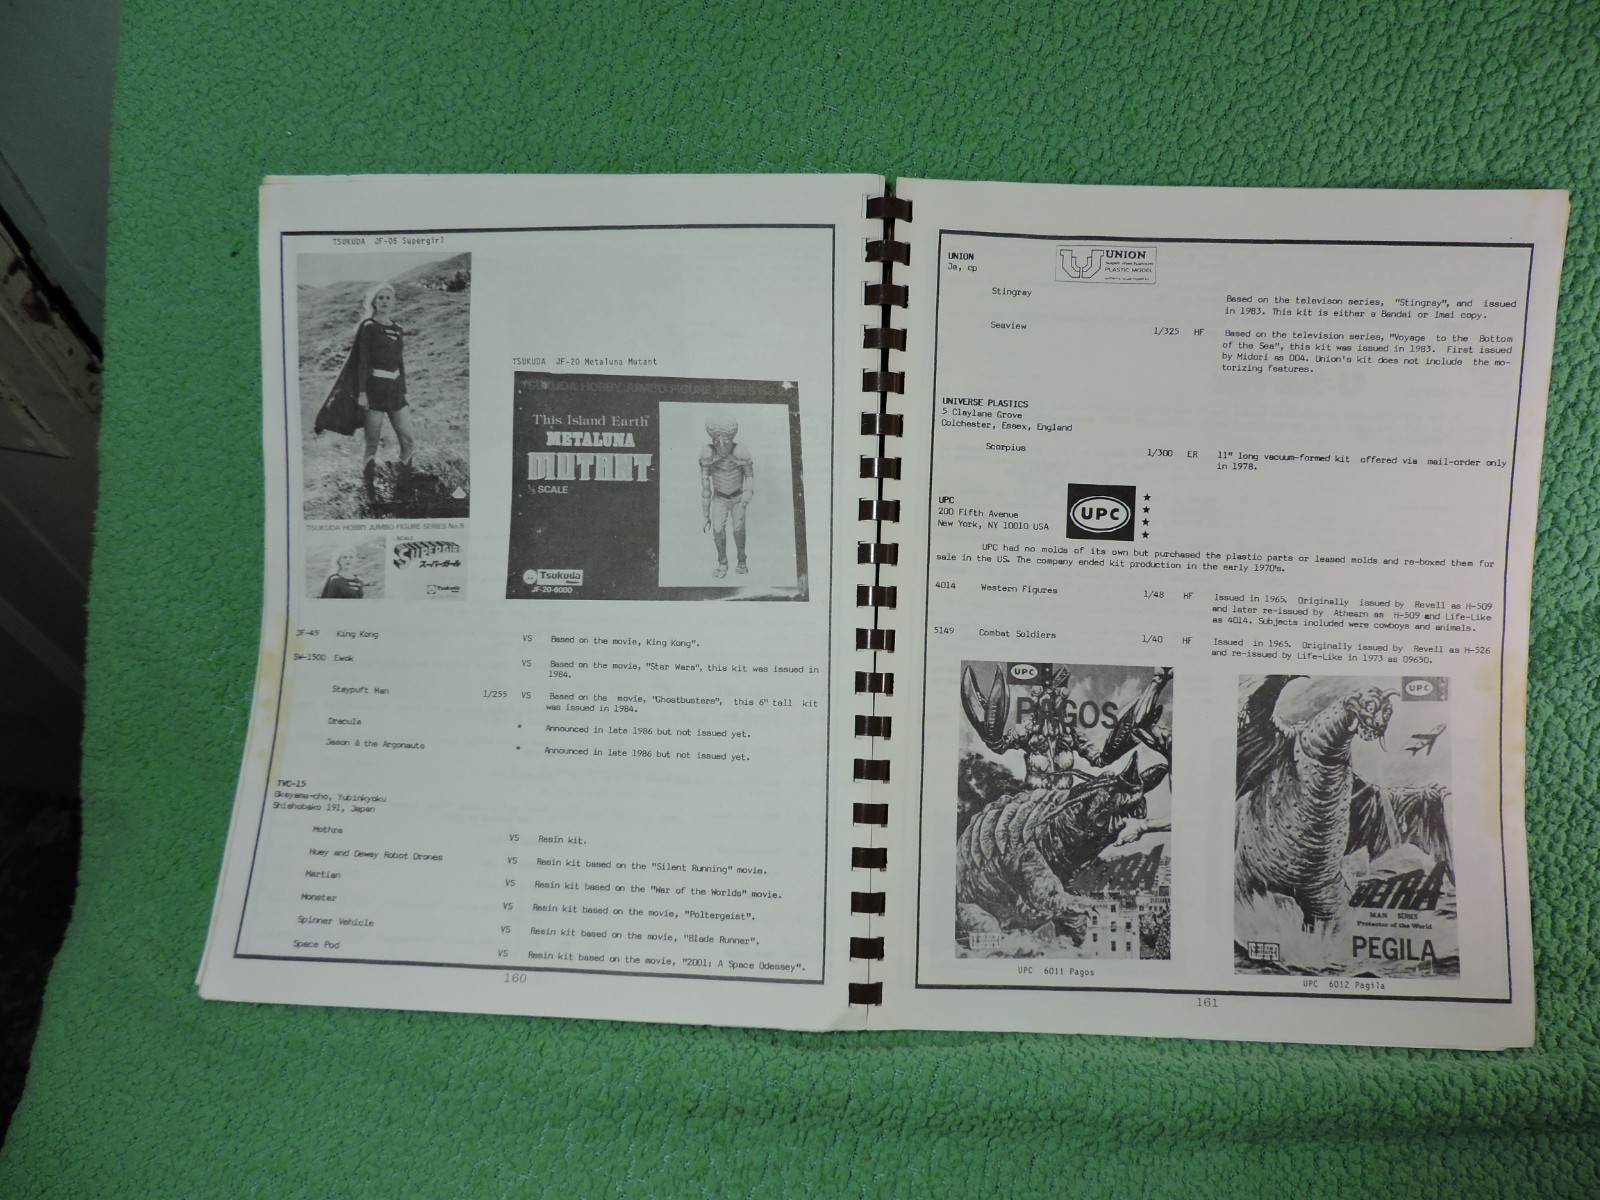 TSUKUDA JF-05 Supergirl
TSUKUDA HOBBY JUMBO FIGURE SERIES No.5
SCALE
SUPERGIRL
スーパーガール
Tsukuda
TSUKUDA JF-20 Metaluna Mutant
TSUKUDA HOBBY JUMBO FIGURE SERIES No.20
This Island Earth
METALUNA
MUTANT
SCALE
Tsukuda
JF-20-6000
JF-49 King Kong VS Based on the movie, King Kong".
SW-1500 Ewok VS Based on the movie, "Star Wars", this kit was issued in
1984.
Staypuft Man 1/255 VS Based on the movie, "Ghostbusters", this 6" tall kit
was issued in 1984.
Dracula * Announced in late 1986 but not issued yet.
Jason & the Argonauts * Announced in late 1986 but not issued yet.
TWC-15
Okayama-cho, Yubinkyoku
Shishobako 191, Japan
Mothra VS Resin kit.
Huey and Dewey Robot Drones VS Resin kit based on the "Silent Running" movie.
Martian VS Resin kit based on the "War of the Worlds" movie.
Monster VS Resin kit based on the movie, "Poltergeist".
Spinner Vehicle VS Resin kit based on the movie, "Blade Runner".
Space Pod VS Resin kit based on the movie, "2001: A Space Odessey".
160
UNION
Ja, cp
UNION
PLASTIC MODEL
Stingray Based on the televison series, "Stingray", and issued
in 1983. This kit is either a Bandai or Imai copy.
Seaview 1/325 HF Based on the television series, "Voyage to the Bottom
of the Sea", this kit was issued in 1983. First issued
by Midori as 004. Union's kit does not include the mo-
torizing features.
UNIVERSE PLASTICS
5 Claylane Grove
Colchester, Essex, England
Scorpius 1/300 ER 11" long vacuum-formed kit offered via mail-order only
in 1978.
UPC
200 Fifth Avenue
New York, NY 10010 USA
UPC
UPC had no molds of its own but purchased the plastic parts or leased molds and re-boxed them for
sale in the US. The company ended kit production in the early 1970's.
4014 Western Figures 1/48 HF Issued in 1965. Originally issued by Revell as H-509
and later re-issued by Athearn as H-509 and Life-Like
as 4014. Subjects included were cowboys and animals.
5149 Combat Soldiers 1/40 HF Issued in 1965. Originally issued by Revell as H-526
and re-issued by Life-Like in 1973 as 09650.
UPC
PAGOS
ULTRA
UPC 6011 Pagos
UPC
ULTRA
MAN SERIES
Protector of the World
PEGILA
UPC 6012 Pagila
161